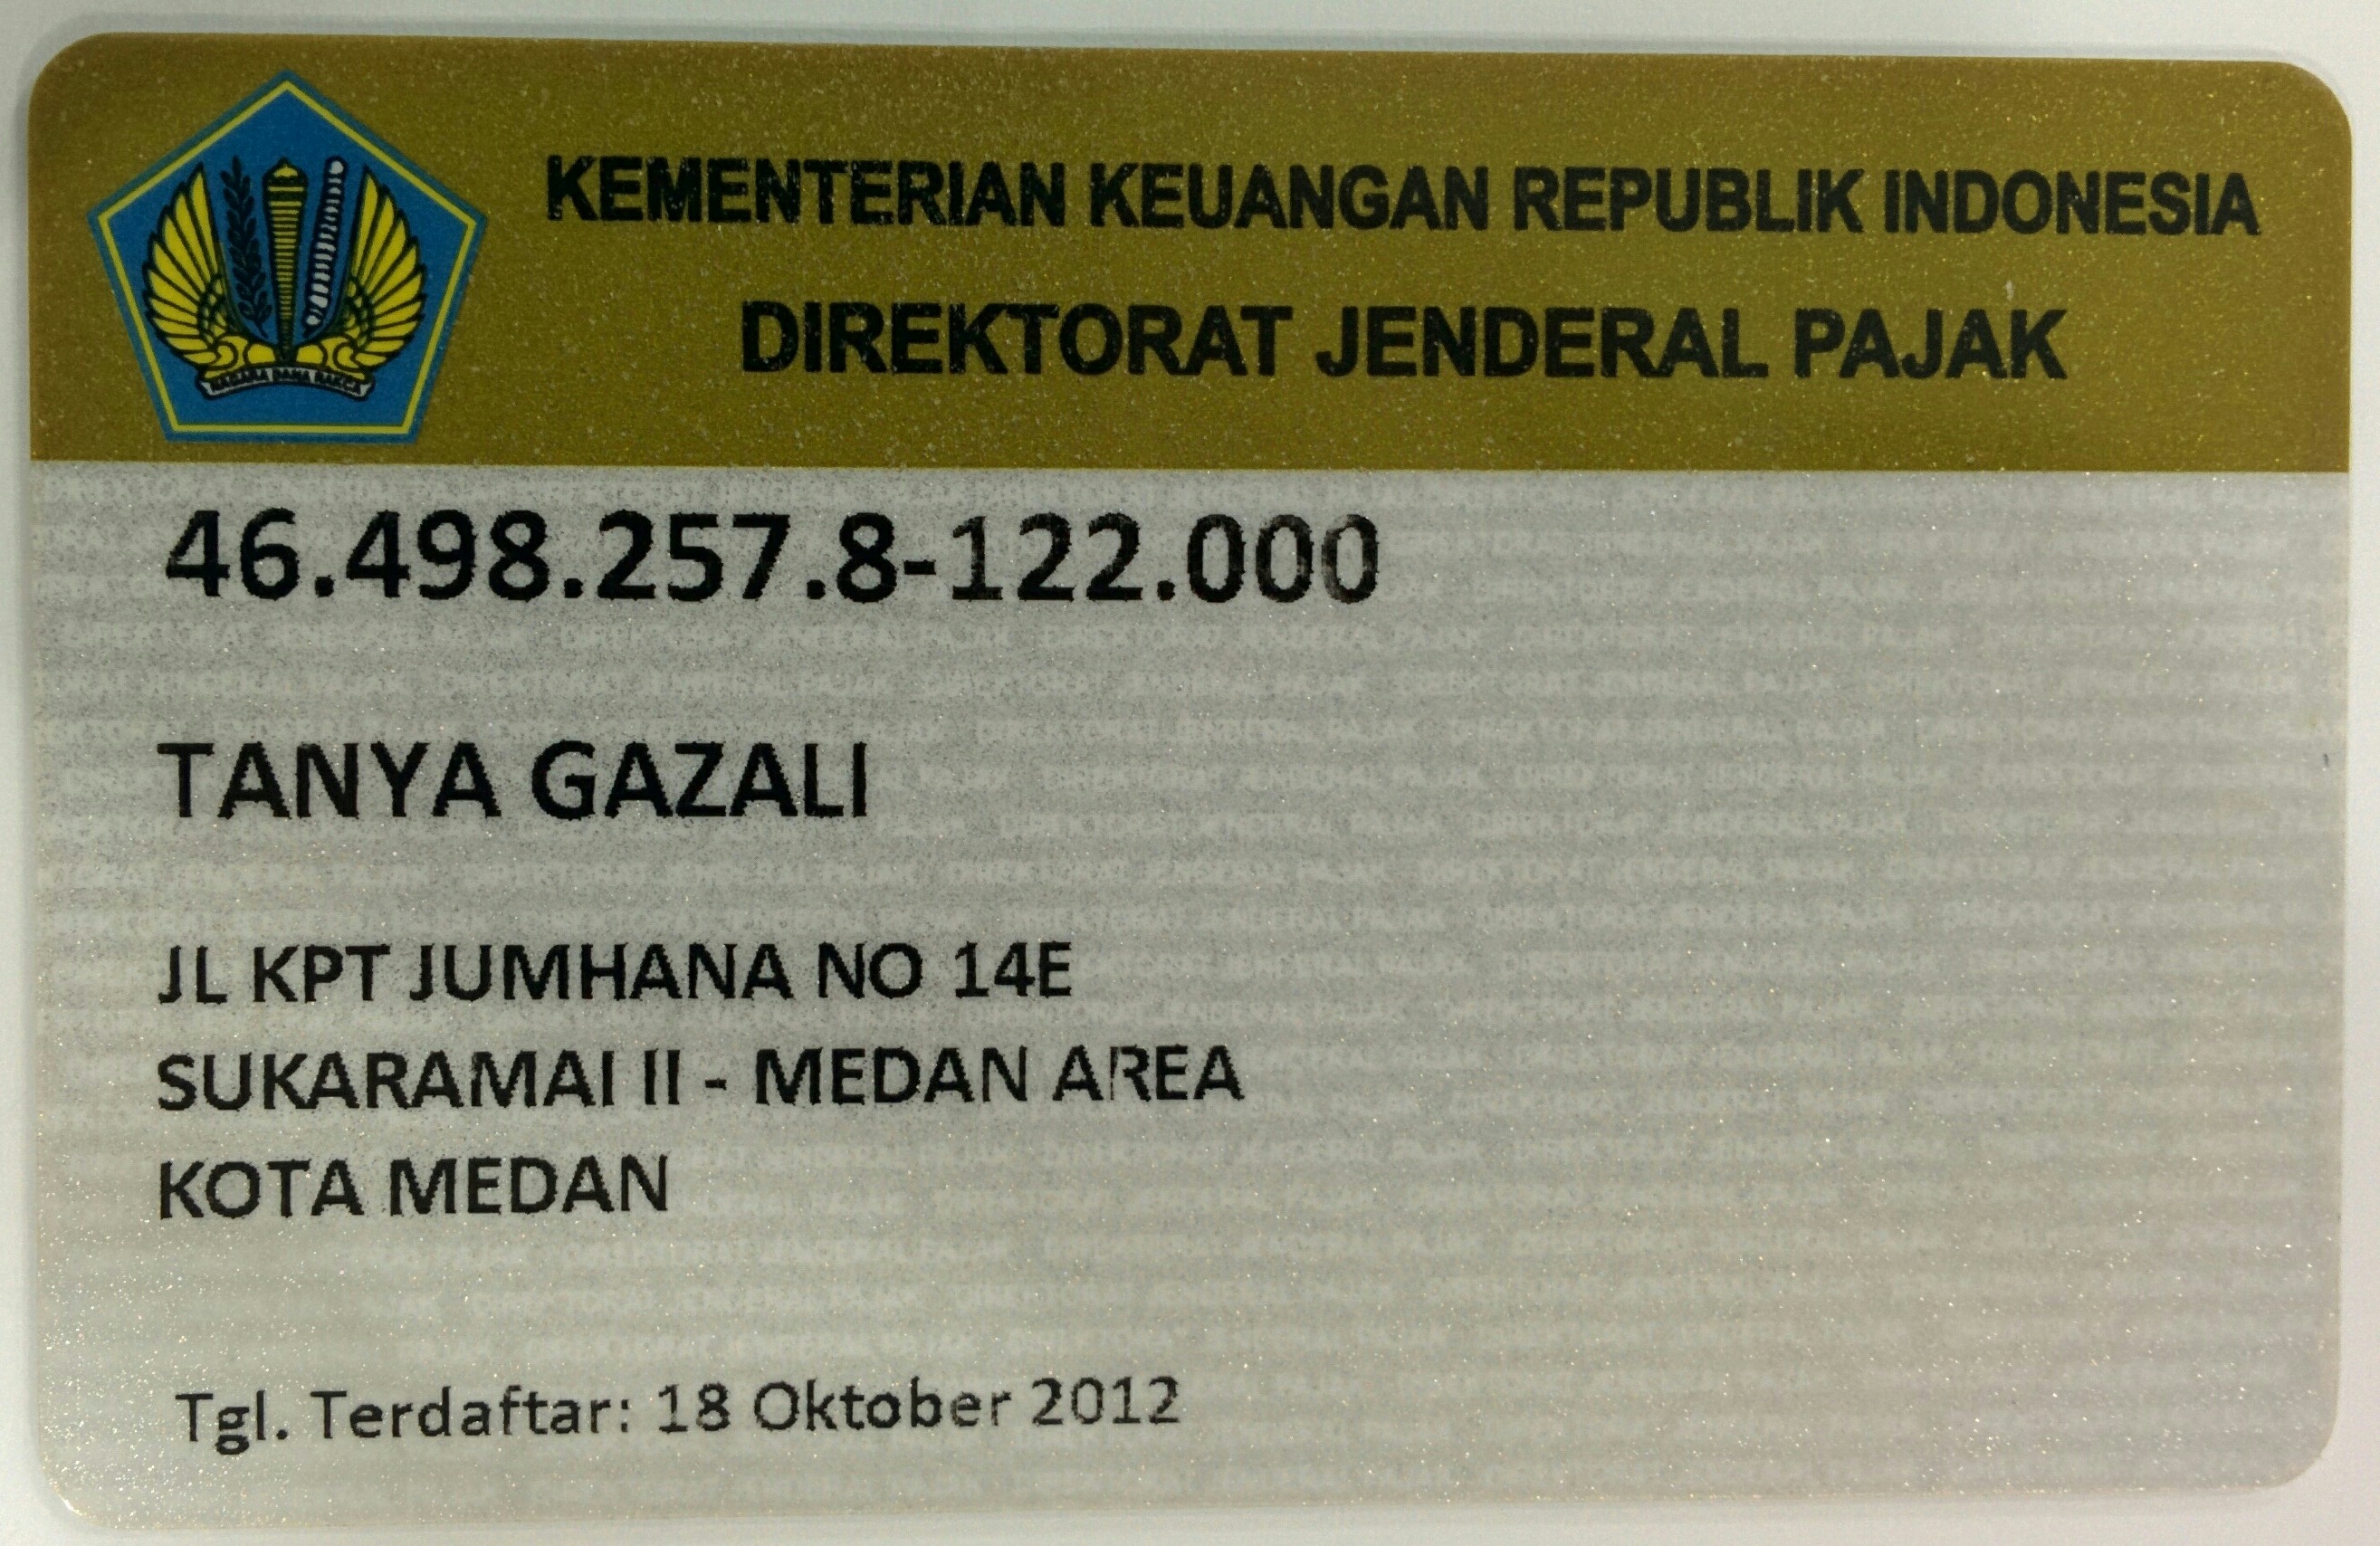 KEMENTERIAN KEUANGAN REPUBLIK INDONESIA
DIREKTORAT JENDERAL PAJAK
NAGARA DANA RAKCA
46.498.257.8-122.000
TANYA GAZALI
JL KPT JUMHANA NO 14E
SUKARAMAI II - MEDAN AREA
KOTA MEDAN
Tgl. Terdaftar: 18 Oktober 2012